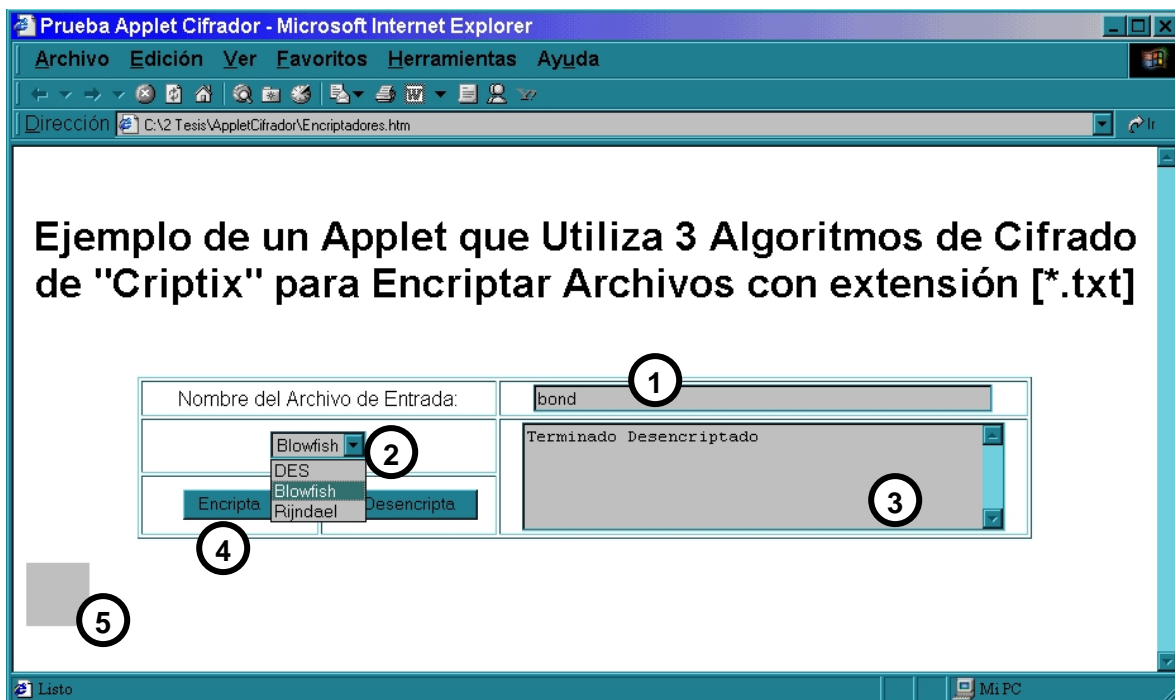 Prueba Applet Cifrador - Microsoft Internet Explorer
Archivo Edición Ver Favoritos Herramientas Ayuda
Dirección C:\2 Tesis\AppletCifrador\Encriptadores.htm Ir
Ejemplo de un Applet que Utiliza 3 Algoritmos de Cifrado
de "Criptix" para Encriptar Archivos con extensión [*.txt]
1
Nombre del Archivo de Entrada: bond
Blowfish 2 Terminado Desencriptado
DES
Blowfish
Rijndael
Encripta Desencripta 3
4
5
Listo Mi PC